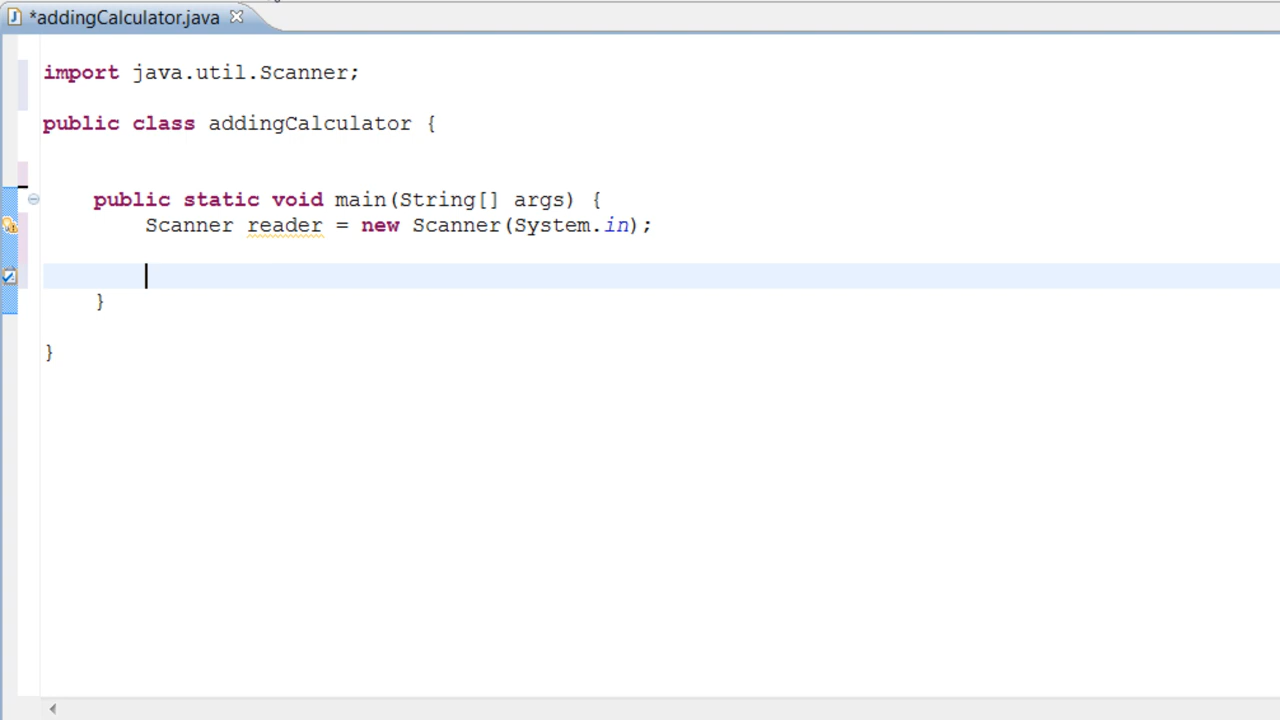 *addingCalculator.java
import java.util.Scanner;
public class addingCalculator {
public static void main(String[] args) {
Scanner reader = new Scanner(System.in);
}
}